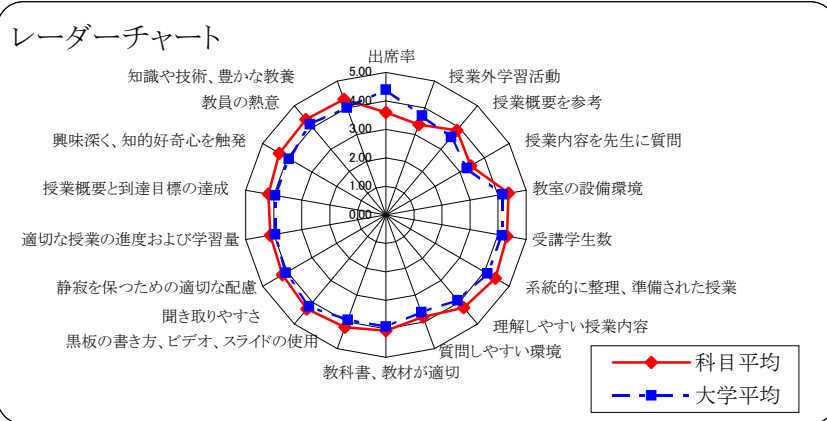 レーダーチャート
出席率
授業外学習活動
授業概要を参考
授業内容を先生に質問
教室の設備環境
受講学生数
系統的に整理、準備された授業
理解しやすい授業内容
質問しやすい環境
教科書、教材が適切
黒板の書き方、ビデオ、スライドの使用
聞き取りやすさ
静寂を保つための適切な配慮
適切な授業の進度および学習量
授業概要と到達目標の達成
興味深く、知的好奇心を触発
教員の熱意
知識や技術、豊かな教養
5.00
4.00
3.00
2.00
1.00
0.00
科目平均
大学平均